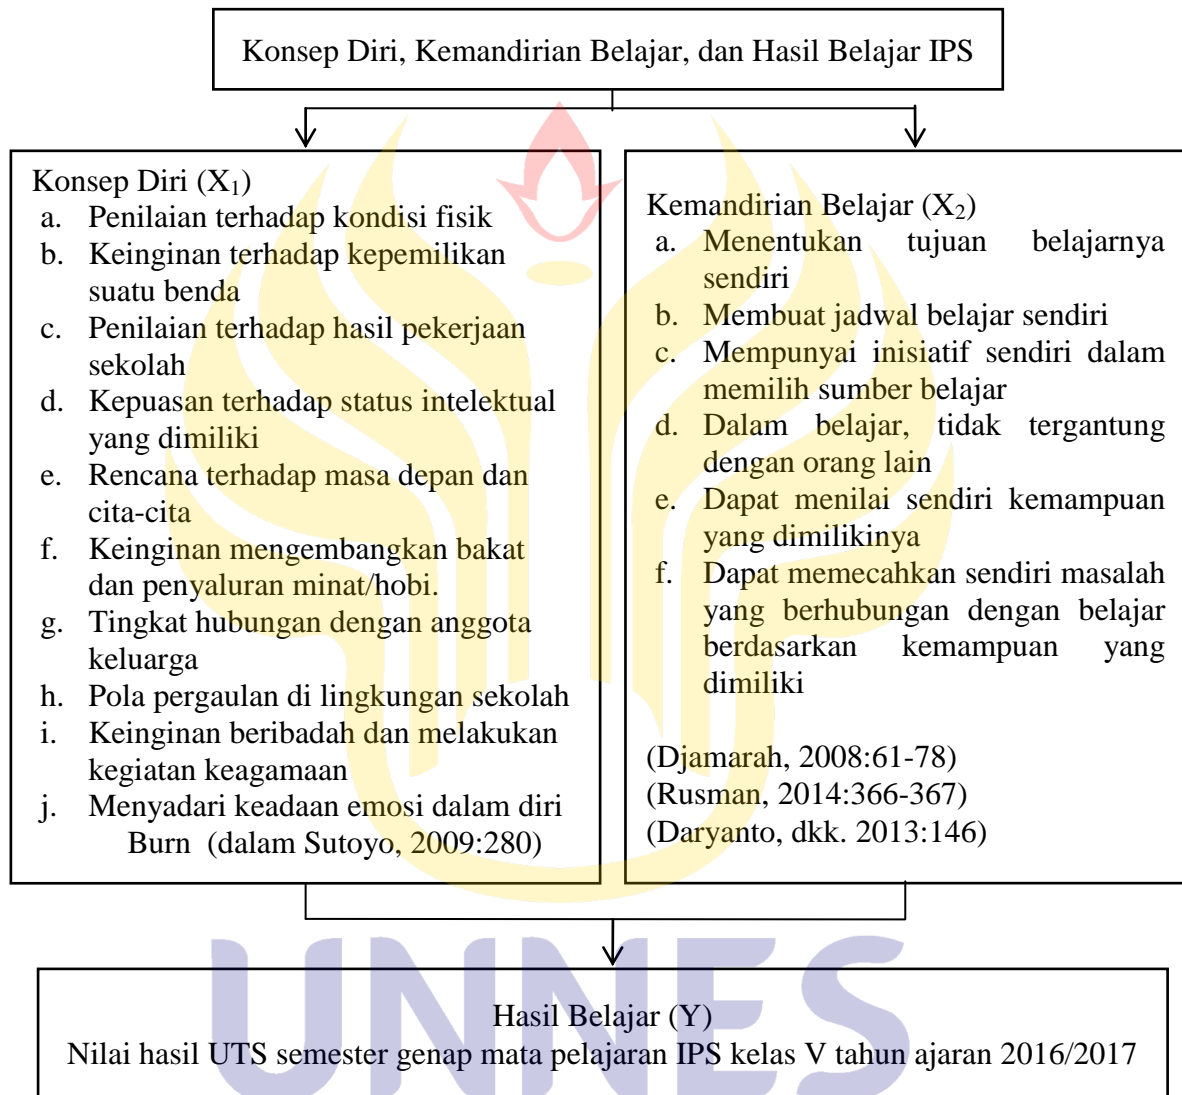 Konsep Diri, Kemandirian Belajar, dan Hasil Belajar IPS
Konsep Diri (X₁)
a. Penilaian terhadap kondisi fisik
b. Keinginan terhadap kepemilikan
suatu benda
c. Penilaian terhadap hasil pekerjaan
sekolah
d. Kepuasan terhadap status intelektual
yang dimiliki
e. Rencana terhadap masa depan dan
cita-cita
f. Keinginan mengembangkan bakat
dan penyaluran minat/hobi.
g. Tingkat hubungan dengan anggota
keluarga
h. Pola pergaulan di lingkungan sekolah
i. Keinginan beribadah dan melakukan
kegiatan keagamaan
j. Menyadari keadaan emosi dalam diri
Burn (dalam Sutoyo, 2009:280)
Kemandirian Belajar (X₂)
a. Menentukan tujuan belajarnya
sendiri
b. Membuat jadwal belajar sendiri
c. Mempunyai inisiatif sendiri dalam
memilih sumber belajar
d. Dalam belajar, tidak tergantung
dengan orang lain
e. Dapat menilai sendiri kemampuan
yang dimilikinya
f. Dapat memecahkan sendiri masalah
yang berhubungan dengan belajar
berdasarkan kemampuan yang
dimiliki
(Djamarah, 2008:61-78)
(Rusman, 2014:366-367)
(Daryanto, dkk. 2013:146)
Hasil Belajar (Y)
Nilai hasil UTS semester genap mata pelajaran IPS kelas V tahun ajaran 2016/2017
UNNES